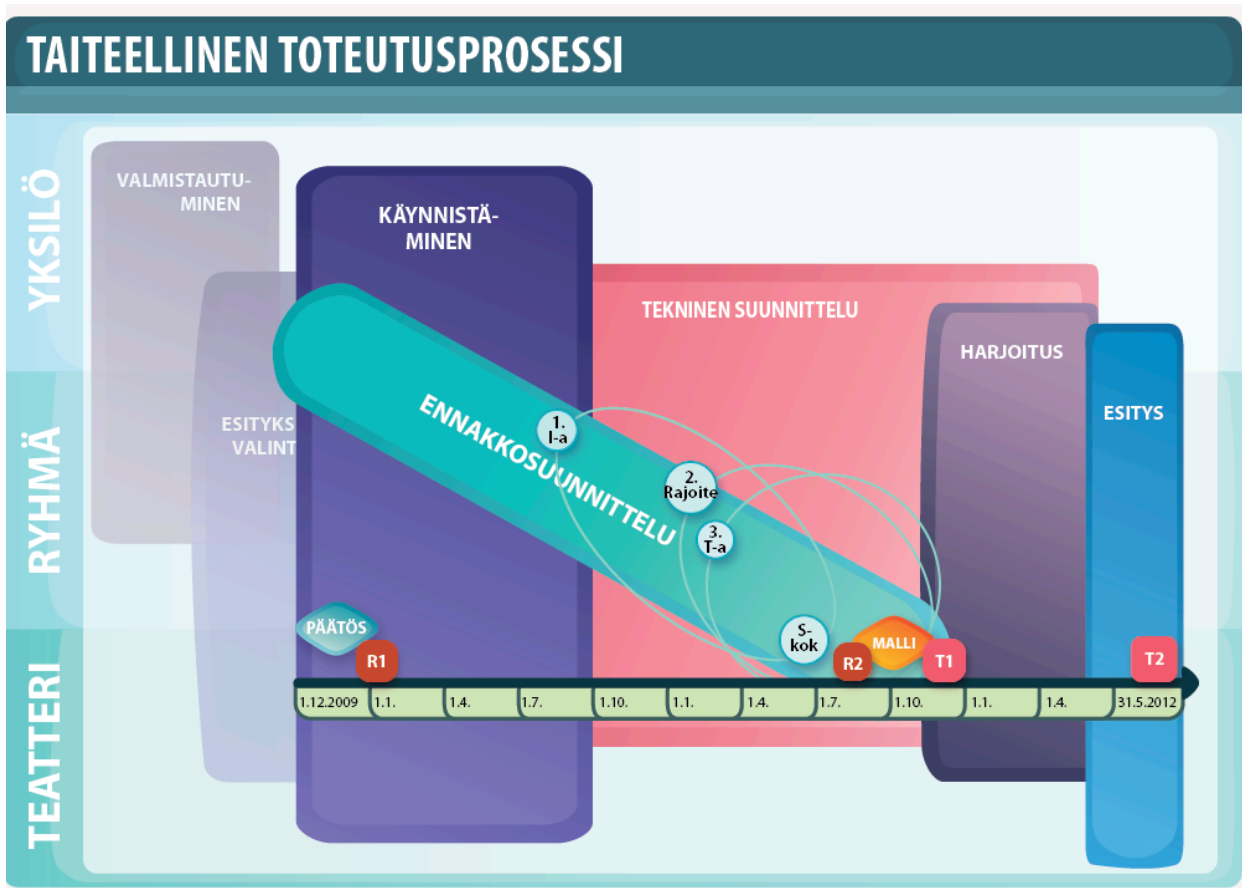 TAITEELLINEN TOTEUTUSPROSESSI
YKSILÖ
RYHMÄ
TEATTERI
VALMISTAUTU-
MINEN
KÄYNNISTÄ-
MINEN
TEKNINEN SUUNNITTELU
HARJOITUS
ESITYS
ESITYKS
VALINT
ENNAKKOSUUNNITTELU
1.
I-a
2.
Rajoite
3.
T-a
S-
kok
PÄÄTÖS
R1
R2
MALLI
T1
T2
1.12.2009 1.1. 1.4. 1.7. 1.10. 1.1. 1.4. 1.7. 1.10. 1.1. 1.4. 31.5.2012